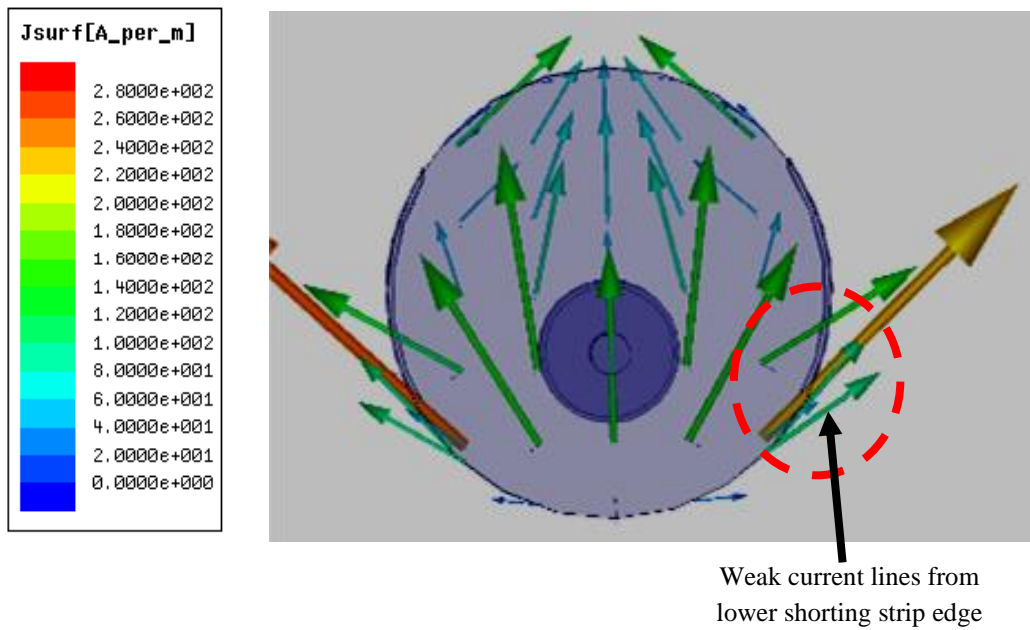 Jsurf[A_per_m]
2.8000e+002
2.6000e+002
2.4000e+002
2.2000e+002
2.0000e+002
1.8000e+002
1.6000e+002
1.4000e+002
1.2000e+002
1.0000e+002
8.0000e+001
6.0000e+001
4.0000e+001
2.0000e+001
0.0000e+000
Weak current lines from
lower shorting strip edge